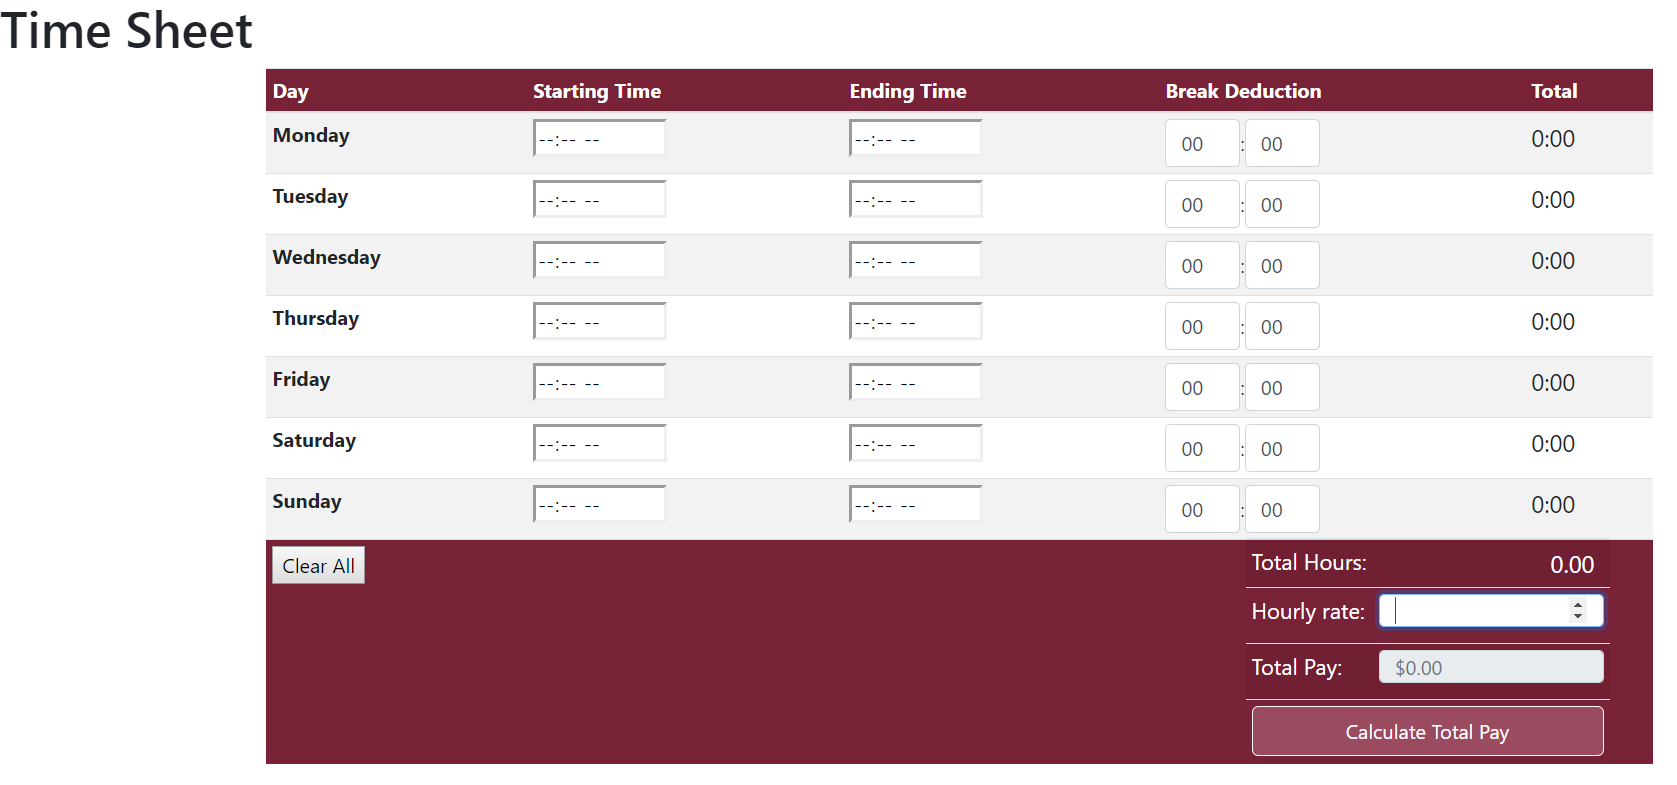 Time Sheet
Day Starting Time Ending Time Break Deduction Total
Monday --:-- -- --:-- -- 00 : 00 0:00
Tuesday --:-- -- --:-- -- 00 : 00 0:00
Wednesday --:-- -- --:-- -- 00 : 00 0:00
Thursday --:-- -- --:-- -- 00 : 00 0:00
Friday --:-- -- --:-- -- 00 : 00 0:00
Saturday --:-- -- --:-- -- 00 : 00 0:00
Sunday --:-- -- --:-- -- 00 : 00 0:00
Clear All Total Hours: 0.00
Hourly rate:
Total Pay: $0.00
Calculate Total Pay